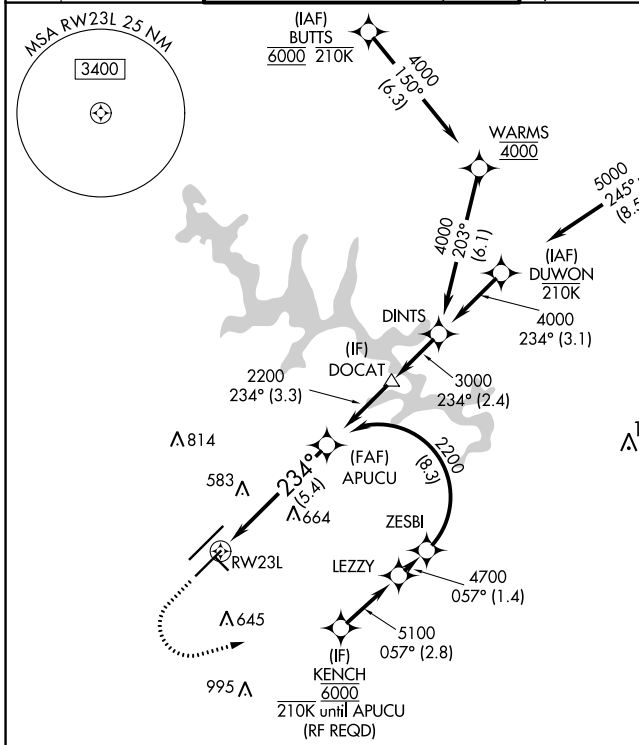 MSA RW23L 25 NM
3400
(IAF)
BUTTS
6000 210K
4000
150°
(6.3)
WARMS
4000
5000
245°
4000
203°
(6.1)
(IAF)
DUWON
210K
4000
234° (3.1)
DINTS
(IF)
DOCAT
3000
234° (2.4)
2200
234° (3.3)
814
(FAF)
APUCU
2200
(8.3)
234°
(5.4)
583
664
ZESBI
RW23L
LEZZY
4700
057° (1.4)
645
5100
057° (2.8)
995
(IF)
KENCH
6000
210K until APUCU
(RF REQD)